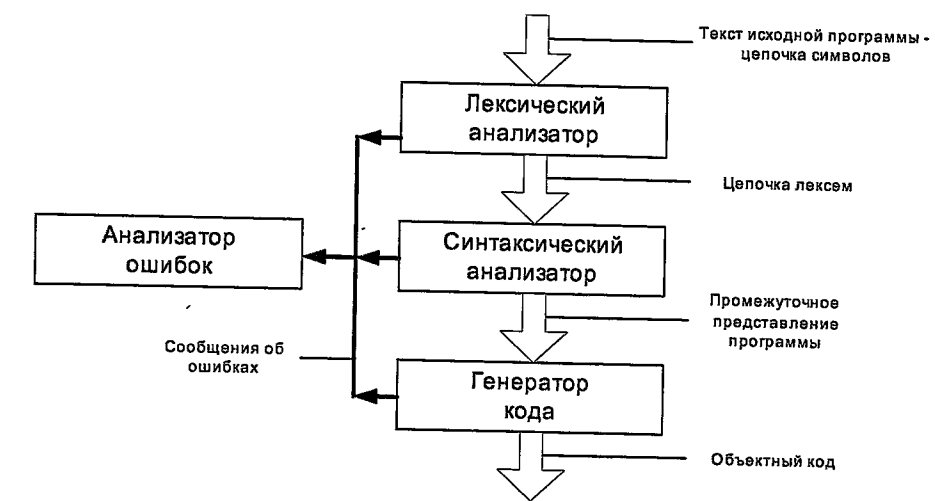 Текст исходной программы -
цепочка символов
Лексический
анализатор
Цепочка лексем
Анализатор
ошибок
Синтаксический
анализатор
Промежуточное
представление
программы
Сообщения об
ошибках
Генератор
кода
Объектный код